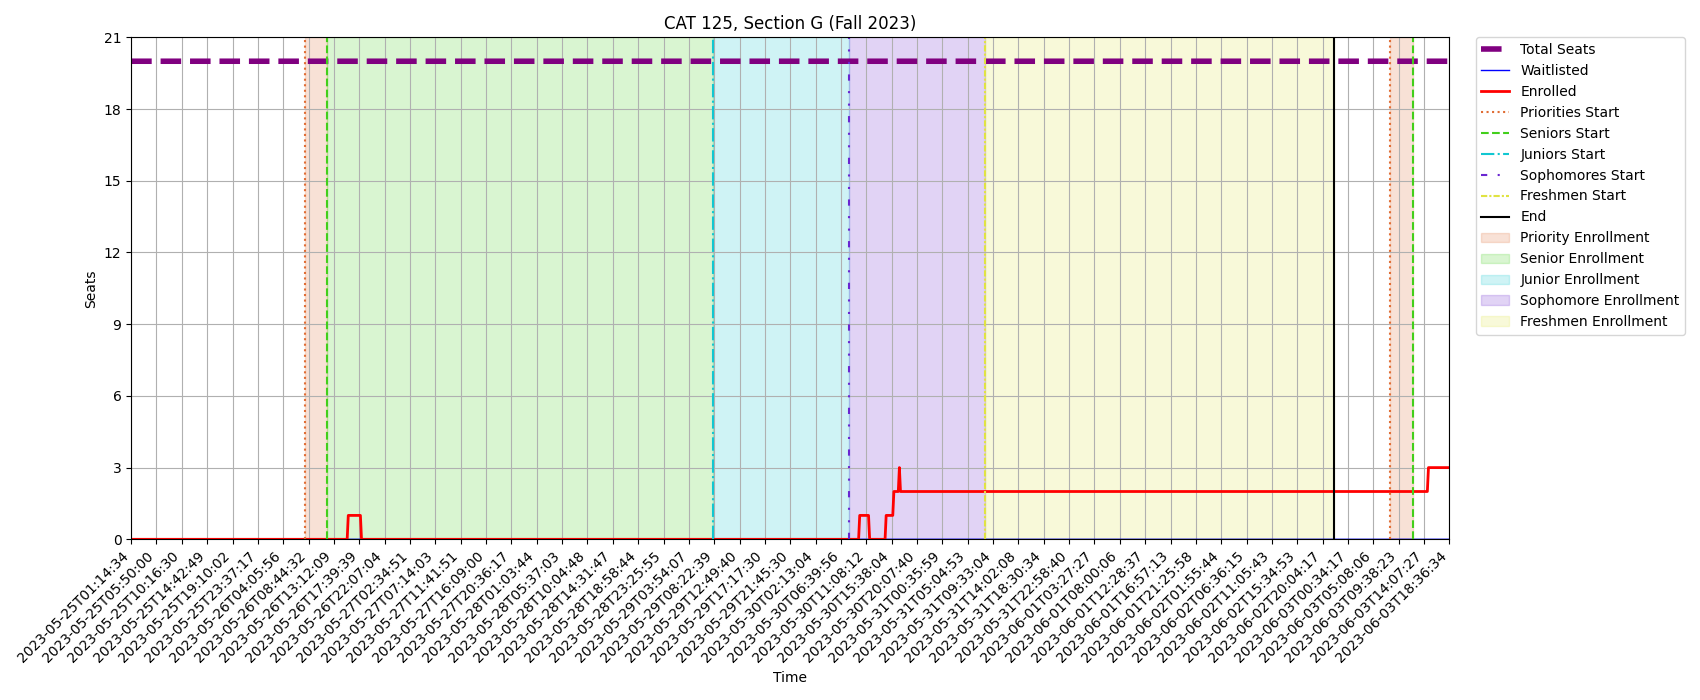 CAT 125, Section G (Fall 2023)
21
18
15
12
9
6
3
0
Seats
2023-05-25T01:14:34
2023-05-25T05:50:00
2023-05-25T10:16:30
2023-05-25T14:42:49
2023-05-25T19:10:02
2023-05-25T23:37:17
2023-05-26T04:05:56
2023-05-26T08:44:32
2023-05-26T13:12:09
2023-05-26T17:39:39
2023-05-26T22:07:04
2023-05-27T02:34:51
2023-05-27T07:14:03
2023-05-27T11:41:51
2023-05-27T16:09:00
2023-05-27T20:36:17
2023-05-28T01:03:44
2023-05-28T05:37:03
2023-05-28T10:04:48
2023-05-28T14:31:47
2023-05-28T18:58:44
2023-05-28T23:25:55
2023-05-29T03:54:07
2023-05-29T08:22:39
2023-05-29T12:49:40
2023-05-29T17:17:30
2023-05-29T21:45:30
2023-05-30T02:13:04
2023-05-30T06:39:56
2023-05-30T11:08:12
2023-05-30T15:38:04
2023-05-30T20:07:40
2023-05-31T00:35:59
2023-05-31T05:04:53
2023-05-31T09:33:04
2023-05-31T14:02:08
2023-05-31T18:30:34
2023-05-31T22:58:40
2023-06-01T03:27:27
2023-06-01T08:00:06
2023-06-01T12:28:37
2023-06-01T16:57:13
2023-06-01T21:25:58
2023-06-02T01:55:44
2023-06-02T06:36:15
2023-06-02T11:05:43
2023-06-02T15:34:53
2023-06-02T20:04:17
2023-06-03T00:34:17
2023-06-03T05:08:06
2023-06-03T09:38:23
2023-06-03T14:07:27
2023-06-03T18:36:34
Time
Total Seats
Waitlisted
Enrolled
Priorities Start
Seniors Start
Juniors Start
Sophomores Start
Freshmen Start
End
Priority Enrollment
Senior Enrollment
Junior Enrollment
Sophomore Enrollment
Freshmen Enrollment